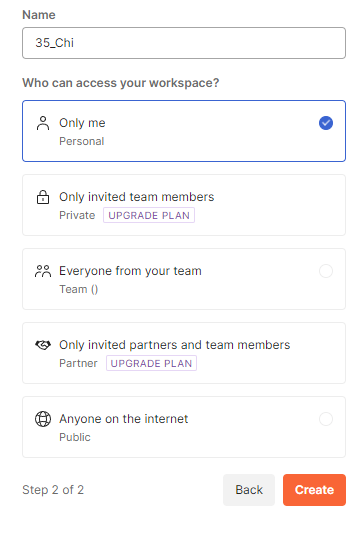 Name
35_Chi
Who can access your workspace?
Only me
Personal
Only invited team members
Private UPGRADE PLAN
Everyone from your team
Team ()
Only invited partners and team members
Partner UPGRADE PLAN
Anyone on the internet
Public
Step 2 of 2 Back Create